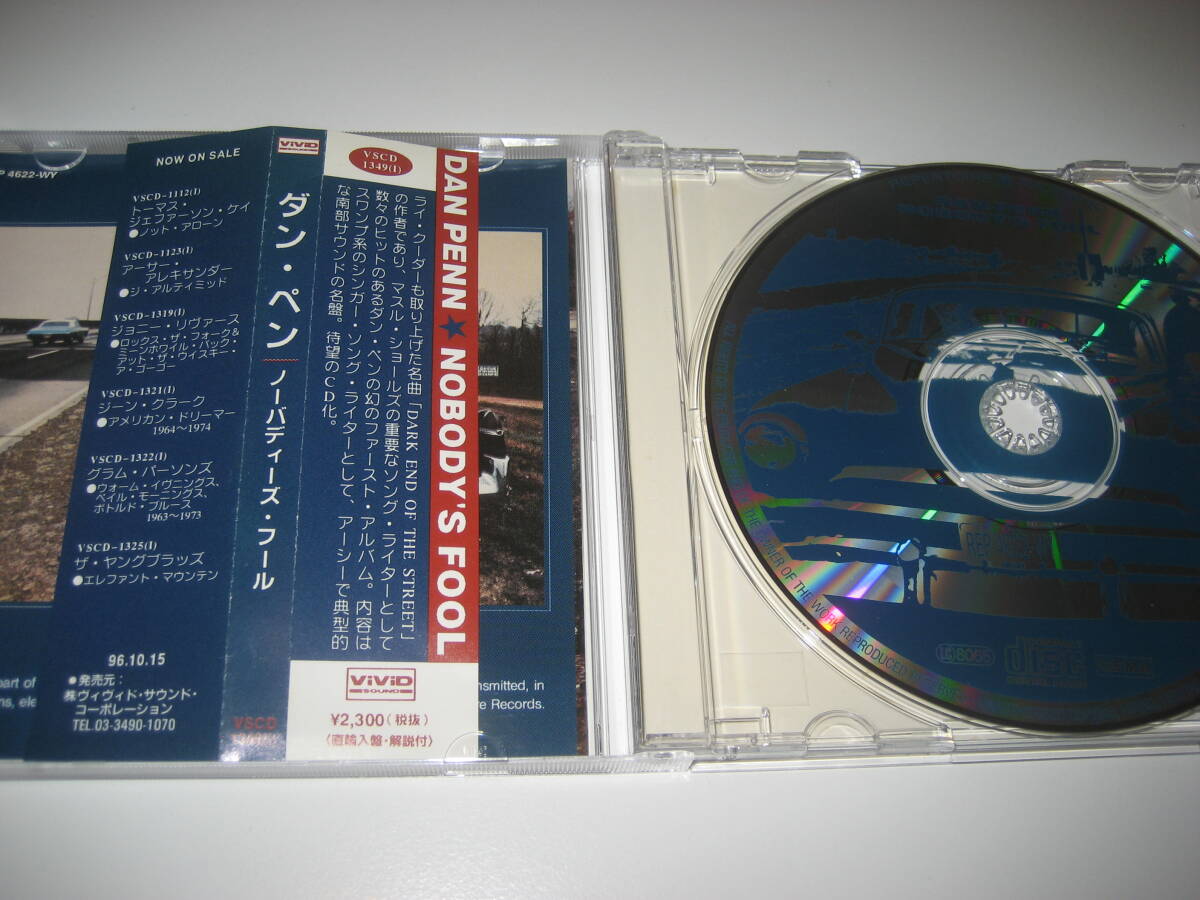 P 4622-WY
NOW ON SALE
VSCD-1112(I)
トーマス・
ジェファーソン・ケイ
●ノット・アローン
VSCD-1123(I)
アーサー・
アレキサンダー
●ジ・アルティミッド
VSCD-1319(I)
ジョニー・リヴァース
●ロックス・ザ・フォーク&
ミーンホワイル・バック・
アット・ザ・ウィスキー・
ア・ゴーゴー
VSCD-1321(I)
ジーン・クラーク
●アメリカン・ドリーマー
1964〜1974
VSCD-1322(I)
グラム・パーソンズ
●ウォーム・イヴニングス、
ペイル・モーニングス、
ボトルド・ブルース
1963〜1973
VSCD-1325(I)
ザ・ヤングブラッズ
●エレファント・マウンテン
96.10.15
●発売元:
㈱ヴィヴィド・サウンド・
コーポレーション
TEL.03-3490-1070
ViViD
SOUND
ダン・ペン
ノーバディーズ・フール
VSCD
VSCD
1349(I)
DAN PENN ★ NOBODY'S FOOL
ライ・クーダーも取り上げた名曲「DARK END OF THE STREET」
の作者であり、マスル・ショールズの重要なソング・ライターとして
数々のヒットのあるダン・ペンの幻のファースト・アルバム。内容は
スワンプ系のシンガー・ソング・ライターとして、アーシーで典型的
な南部サウンドの名盤。待望のCD化。
ViViD
SOUND
¥2,300(税抜)
(直輸入盤・解説付)
part of
nsmitted, in
ms, ele
re Records.
THE OWNER OF THE WORK REPRODUCED
LC 8065
disc